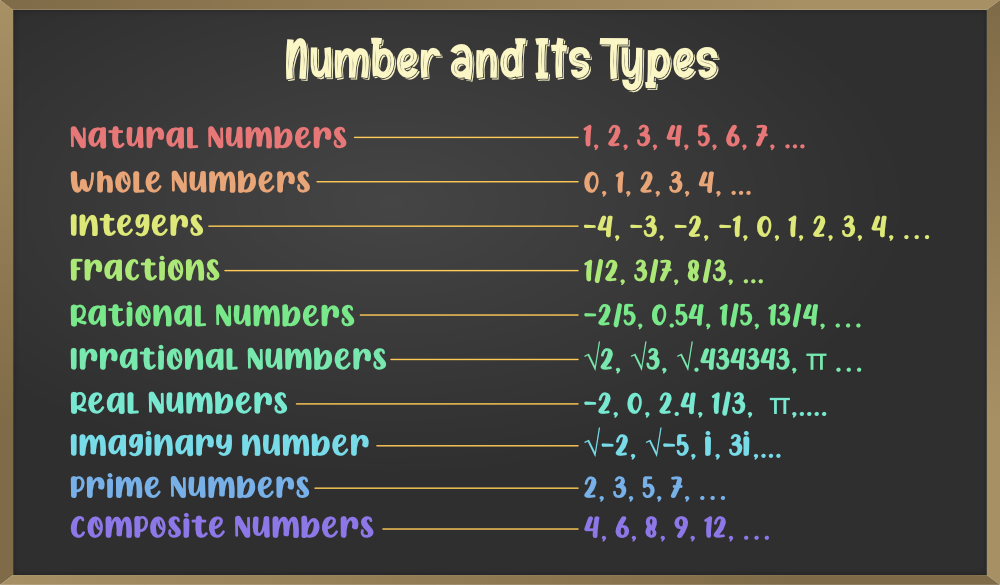 Number and Its Types
Natural Numbers 1, 2, 3, 4, 5, 6, 7, ...
Whole Numbers 0, 1, 2, 3, 4, ...
Integers -4, -3, -2, -1, 0, 1, 2, 3, 4, ...
Fractions 1/2, 3/7, 8/3, ...
Rational Numbers -2/5, 0.54, 1/5, 13/4, ...
Irrational Numbers √2, √3, √.434343, π ...
Real Numbers -2, 0, 2.4, 1/3, π,....
Imaginary number √-2, √-5, i, 3i,...
Prime Numbers 2, 3, 5, 7, ...
Composite Numbers 4, 6, 8, 9, 12, ...